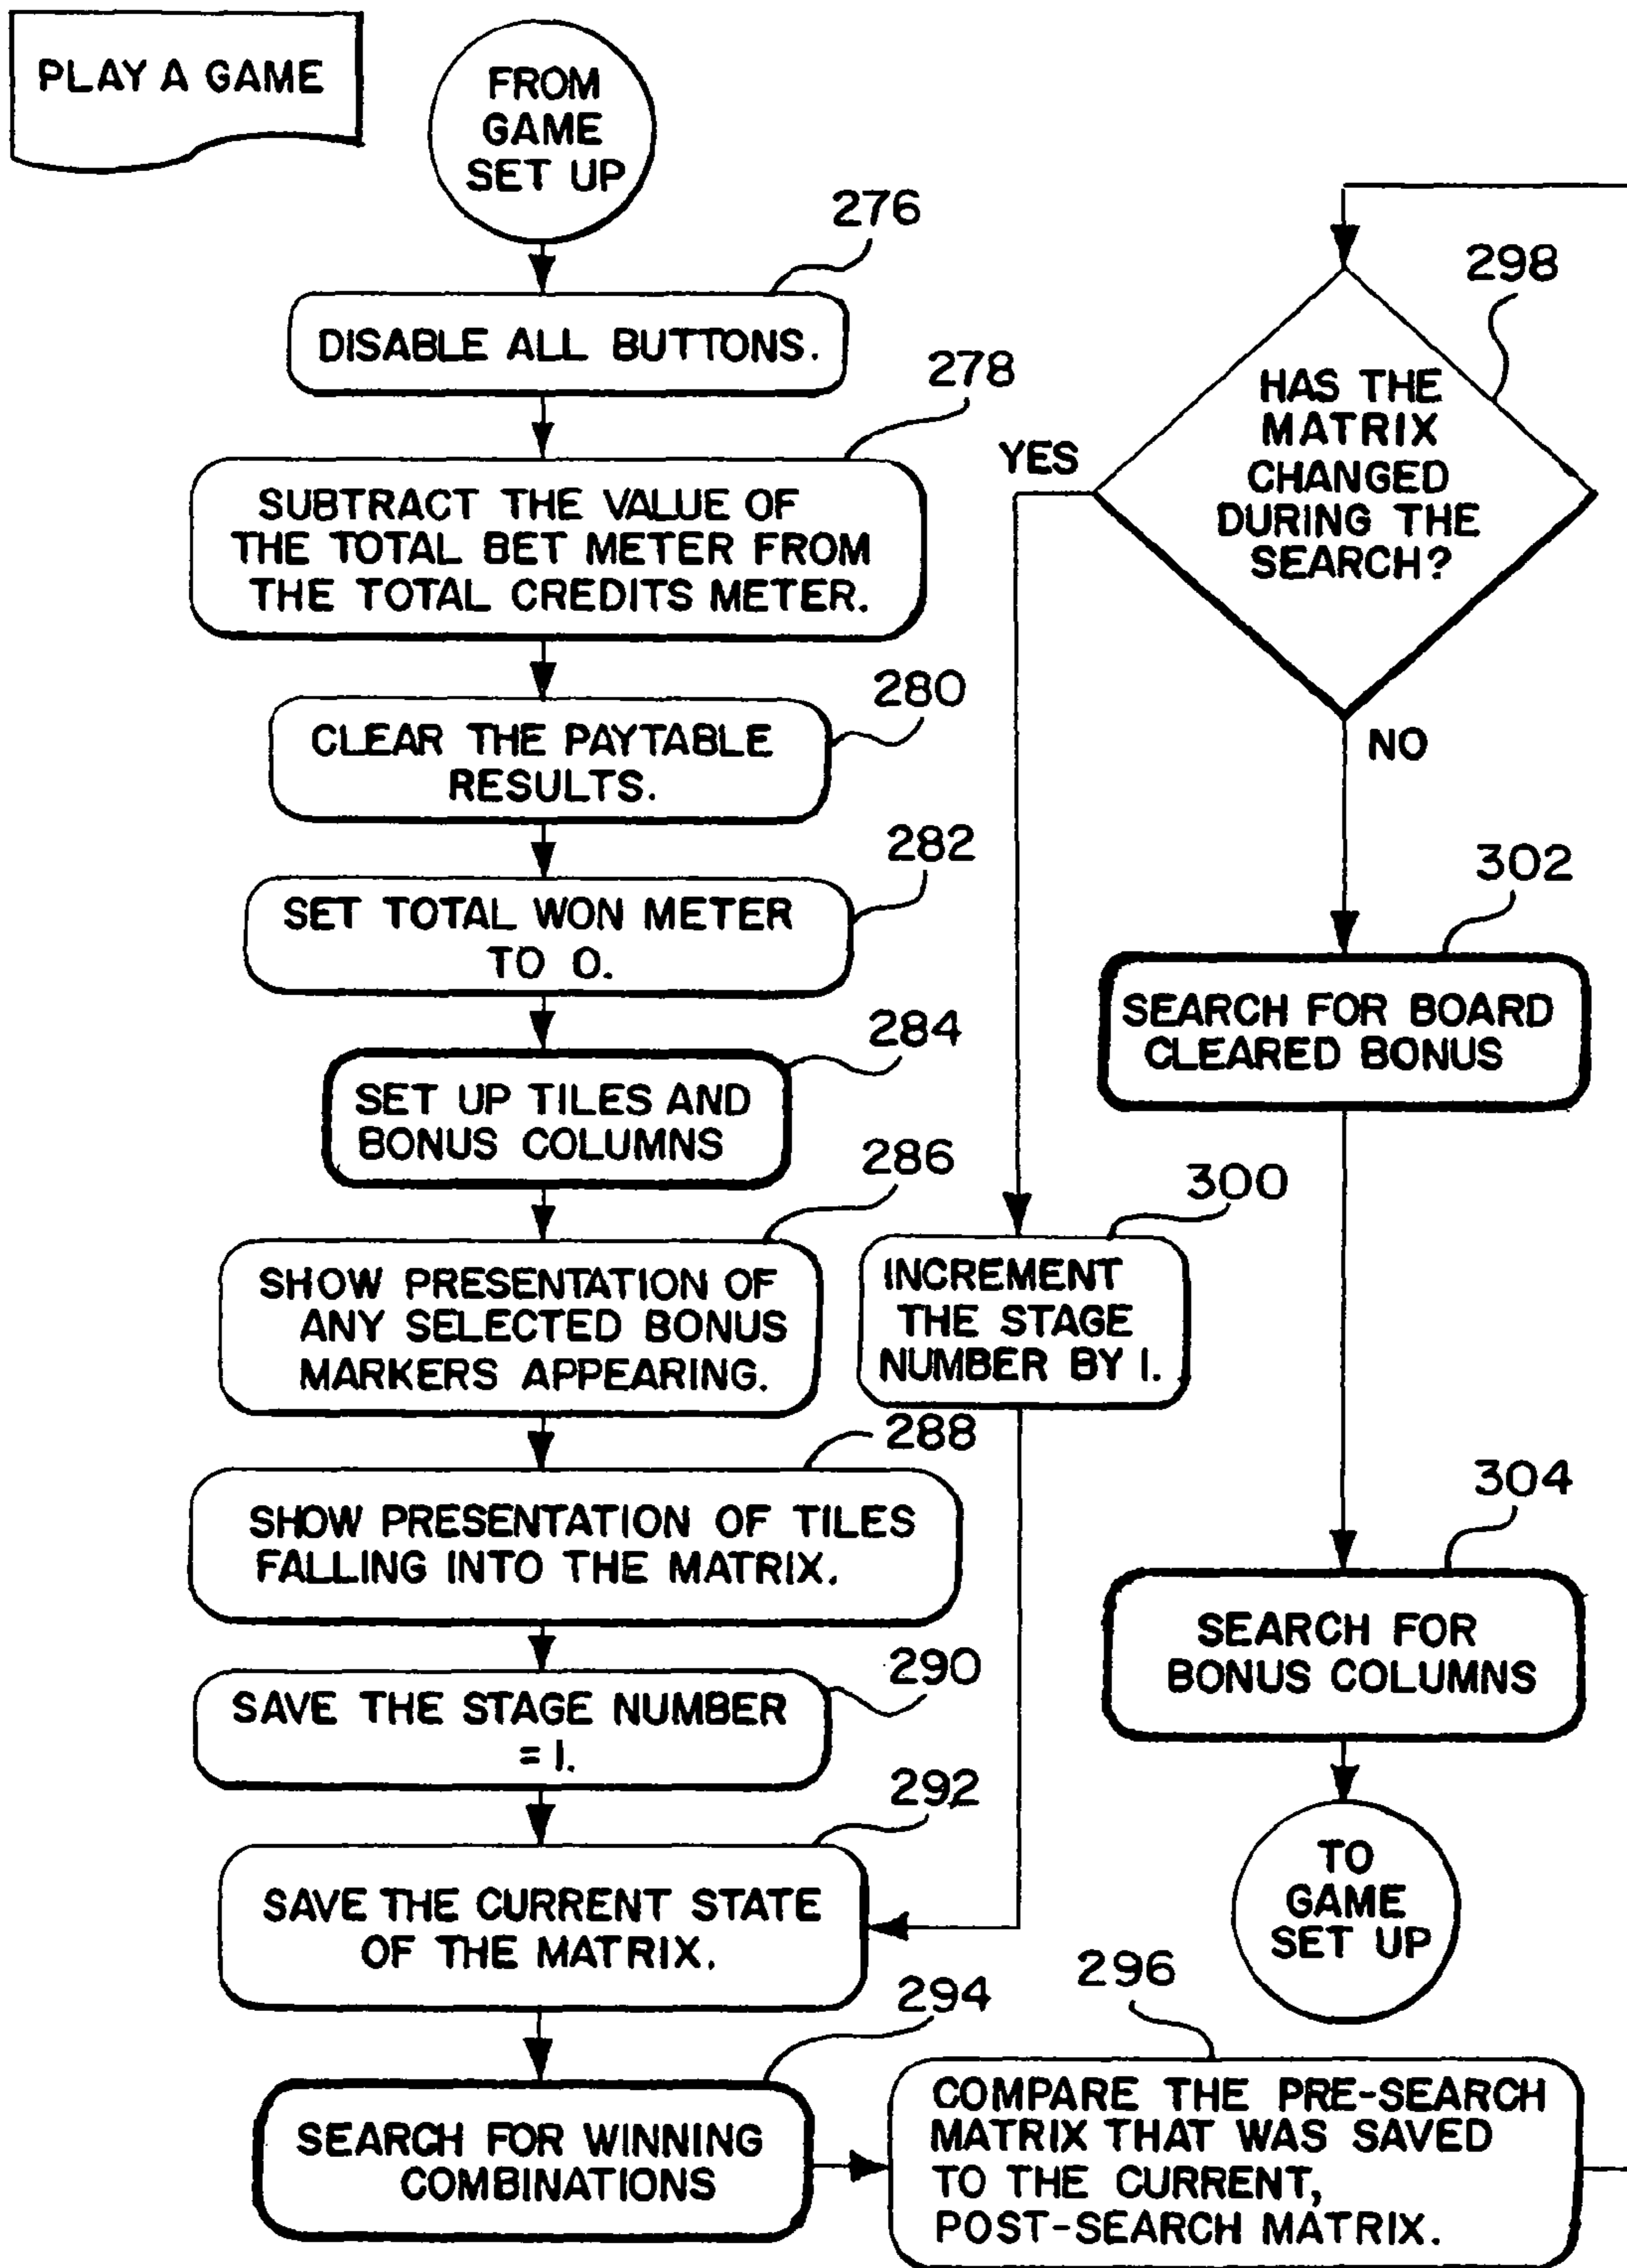 PLAY A GAME
FROM
GAME
SET UP
276
DISABLE ALL BUTTONS.
278
SUBTRACT THE VALUE OF
THE TOTAL BET METER FROM
THE TOTAL CREDITS METER.
280
CLEAR THE PAYTABLE
RESULTS.
282
SET TOTAL WON METER
TO 0.
284
SET UP TILES AND
BONUS COLUMNS
286
SHOW PRESENTATION OF
ANY SELECTED BONUS
MARKERS APPEARING.
288
SHOW PRESENTATION OF TILES
FALLING INTO THE MATRIX.
290
SAVE THE STAGE NUMBER
= 1.
292
SAVE THE CURRENT STATE
OF THE MATRIX.
294
SEARCH FOR WINNING
COMBINATIONS
296
COMPARE THE PRE-SEARCH
MATRIX THAT WAS SAVED
TO THE CURRENT,
POST-SEARCH MATRIX.
298
HAS THE
MATRIX
CHANGED
DURING THE
SEARCH?
YES
NO
300
INCREMENT
THE STAGE
NUMBER BY 1.
302
SEARCH FOR BOARD
CLEARED BONUS
304
SEARCH FOR
BONUS COLUMNS
TO
GAME
SET UP